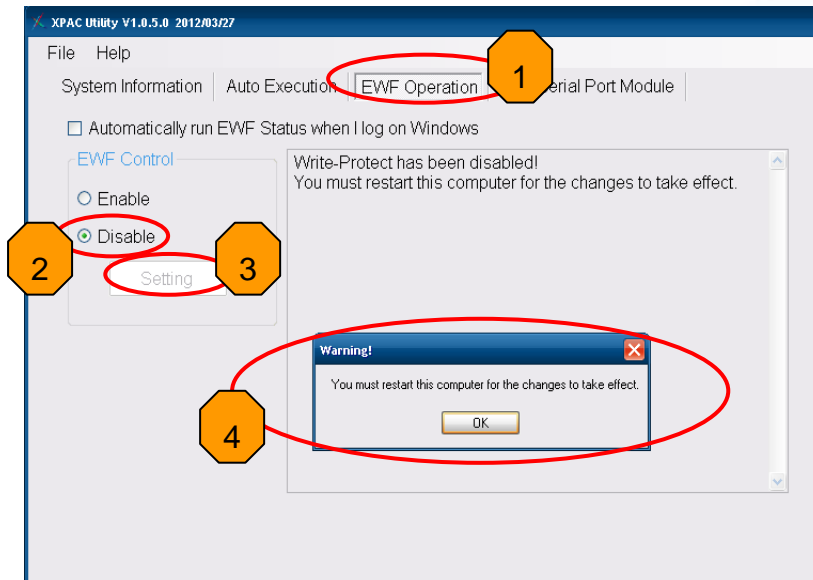 XPAC Utility V1.0.5.0 2012/03/27
File Help
System Information Auto Execution EWF Operation 1 erial Port Module
Automatically run EWF Status when I log on Windows
EWF Control
Enable
Disable
2
Setting
3
Write-Protect has been disabled!
You must restart this computer for the changes to take effect.
Warning!
You must restart this computer for the changes to take effect.
OK
4